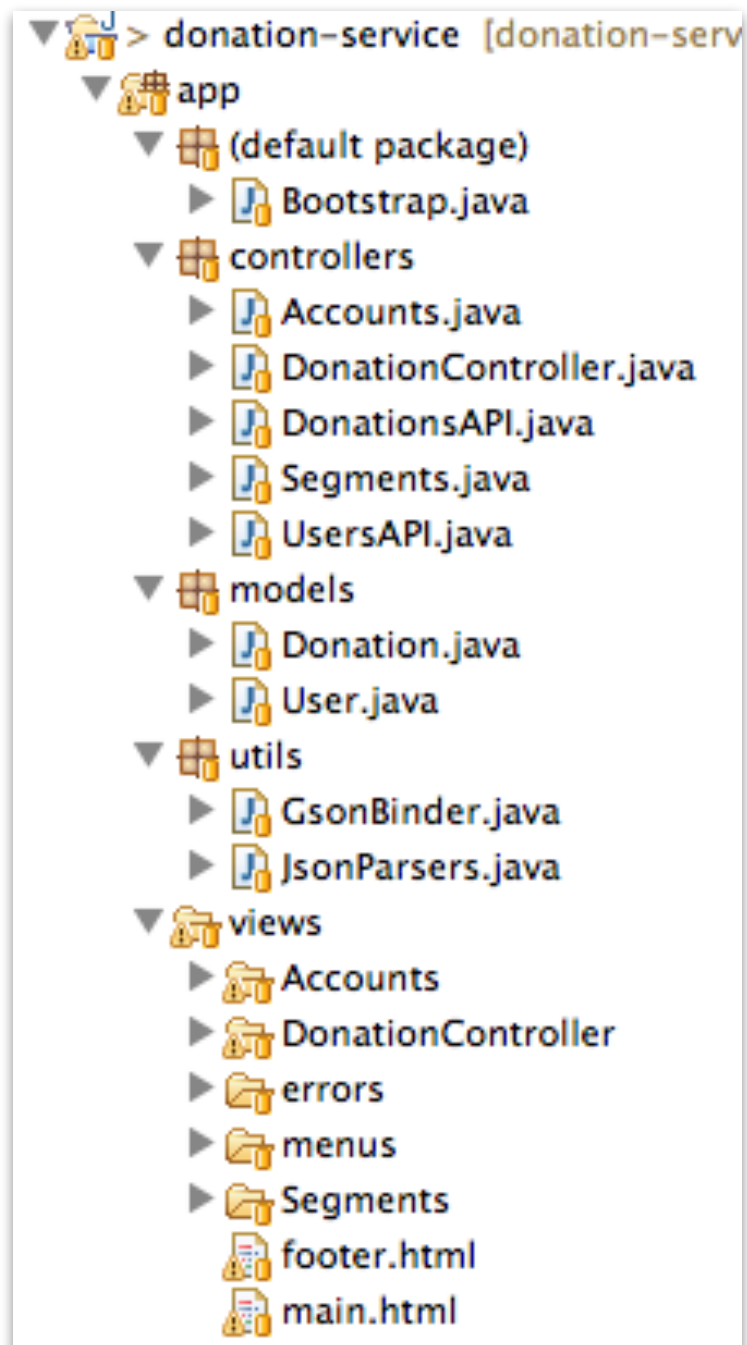 > donation-service [donation-serv
app
(default package)
Bootstrap.java
controllers
Accounts.java
DonationController.java
DonationsAPI.java
Segments.java
UsersAPI.java
models
Donation.java
User.java
utils
GsonBinder.java
JsonParsers.java
views
Accounts
DonationController
errors
menus
Segments
footer.html
main.html